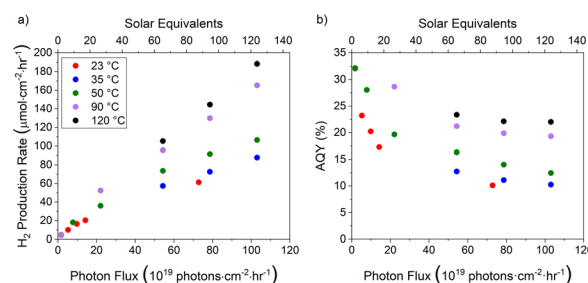 a)
Solar Equivalents
0 20 40 60 80 100 120 140
200
180
160
140
120
100
80
60
40
20
0
H₂ Production Rate (μmol·cm⁻²·hr⁻¹)
23 °C
35 °C
50 °C
90 °C
120 °C
0 20 40 60 80 100 120
Photon Flux (10¹⁹ photons·cm⁻²·hr⁻¹)
b)
Solar Equivalents
0 20 40 60 80 100 120 140
35
30
25
20
15
10
5
0
AQY (%)
0 20 40 60 80 100 120
Photon Flux (10¹⁹ photons·cm⁻²·hr⁻¹)